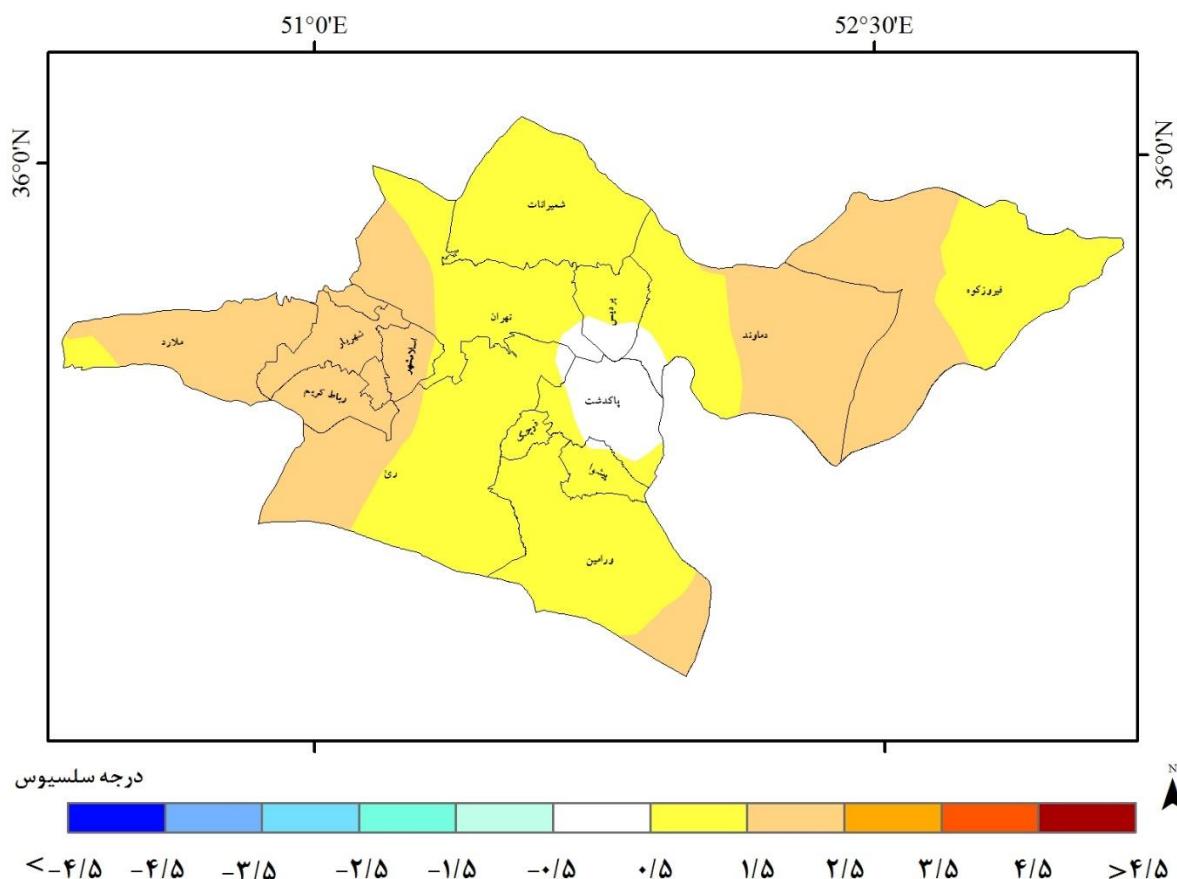 51°0'E 52°30'E
36°0'N 36°0'N
شمیرانات
فیروزکوه
پردیس
تهران
دماوند
ملارد
شهریار
اسلامشهر
رباط کریم
پاکدشت
قرچک
ری
پیشوا
ورامین
درجه سلسیوس
N
<-۴/۵ -۴/۵ -۳/۵ -۲/۵ -۱/۵ -۰/۵ ۰/۵ ۱/۵ ۲/۵ ۳/۵ ۴/۵ >۴/۵